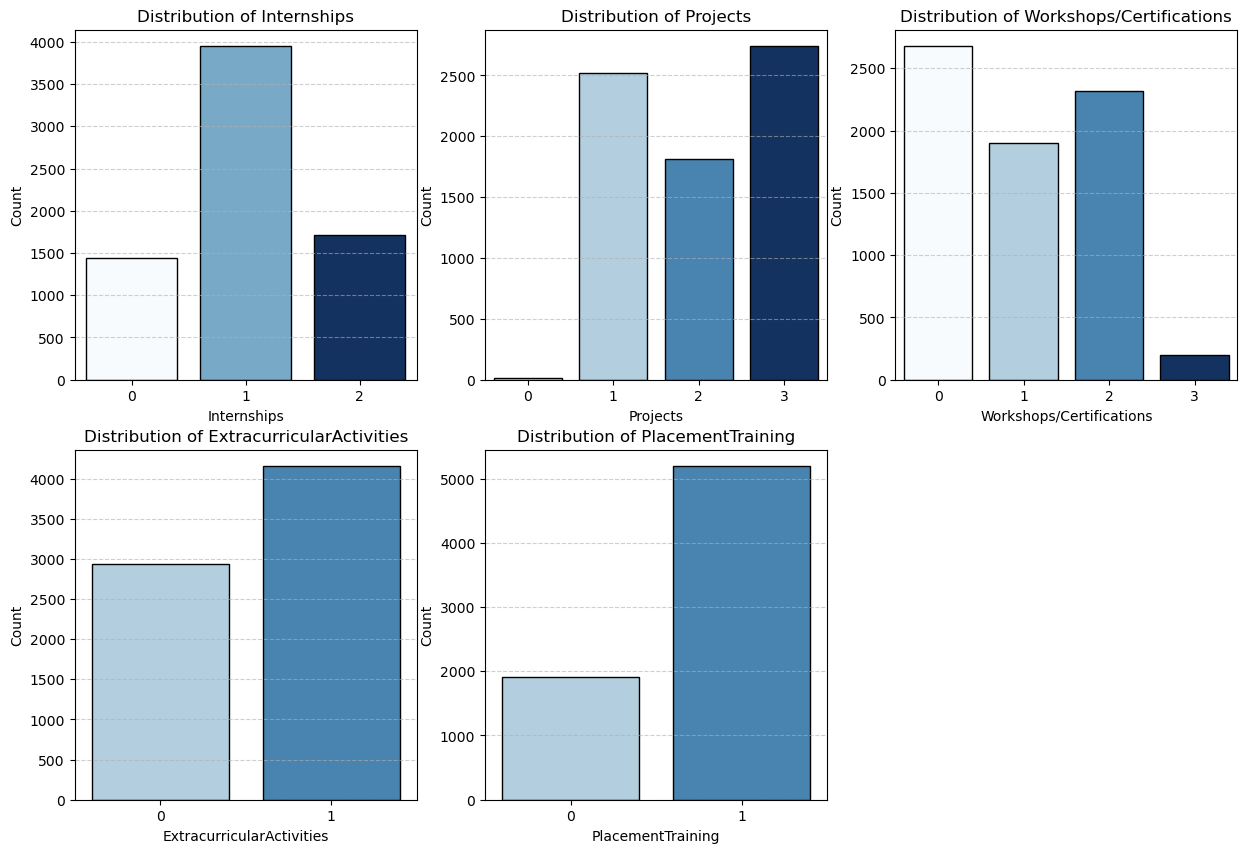 Distribution of Internships
4000
3500
3000
2500
2000
1500
1000
500
0
Count
0 1 2
Internships
Distribution of Projects
2500
2000
1500
1000
500
0
Count
0 1 2 3
Projects
Distribution of Workshops/Certifications
2500
2000
1500
1000
500
0
Count
0 1 2 3
Workshops/Certifications
Distribution of ExtracurricularActivities
4000
3500
3000
2500
2000
1500
1000
500
0
Count
0 1
ExtracurricularActivities
Distribution of PlacementTraining
5000
4000
3000
2000
1000
0
Count
0 1
PlacementTraining